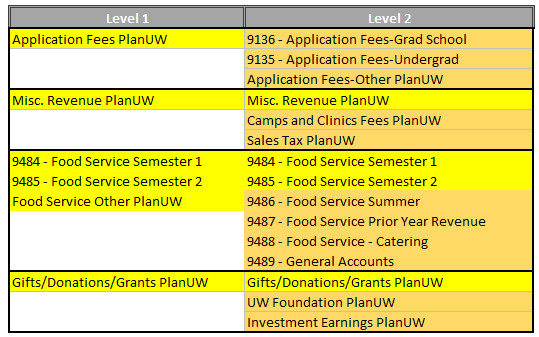 Level 1 Level 2
Application Fees PlanUW 9136 - Application Fees-Grad School
9135 - Application Fees-Undergrad
Application Fees-Other PlanUW
Misc. Revenue PlanUW Misc. Revenue PlanUW
Camps and Clinics Fees PlanUW
Sales Tax PlanUW
9484 - Food Service Semester 1 9484 - Food Service Semester 1
9485 - Food Service Semester 2 9485 - Food Service Semester 2
Food Service Other PlanUW 9486 - Food Service Summer
9487 - Food Service Prior Year Revenue
9488 - Food Service - Catering
9489 - General Accounts
Gifts/Donations/Grants PlanUW Gifts/Donations/Grants PlanUW
UW Foundation PlanUW
Investment Earnings PlanUW